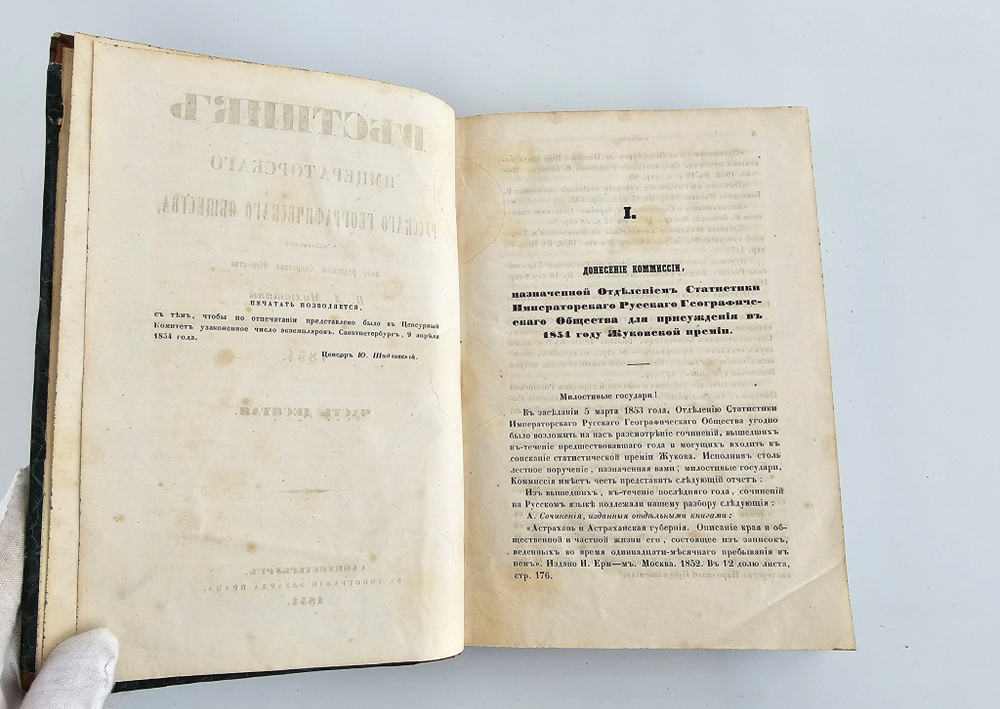 ПЕЧАТАТЬ ПОЗВОЛЯЕТСЯ,
съ тѣмъ, чтобы по отпечатаніи представлено было въ Ценсурный
Комитет узаконенное число экземпляровъ. Санктпетербургъ, 9 апрѣля
1854 года.
Ценсоръ Ю. Шидловскій.
I.
ДОНЕСЕНІЕ КОММИССІИ,
назначенной Отдѣленіемъ Статистики
Императорскаго Русскаго Географиче-
скаго Общества для присужденія въ
1854 году Жуковской преміи.
Милостивые государи!
Въ засѣданіи 5 марта 1853 года, Отдѣленію Статистики
Императорскаго Русскаго Географическаго Общества угодно
было возложить на насъ разсмотрѣніе сочиненій, вышедшихъ
въ-теченіе предшествовавшаго года и могущихъ входить въ
соисканіе статистической преміи Жукова. Исполнивъ столь
лестное порученіе, назначенная вами, милостивые государи,
Коммиссія имѣетъ честь представить слѣдующій отчетъ:
Изъ вышедшихъ, въ-теченіе послѣдняго года, сочиненій
на Русскомъ языкѣ подлежали нашему разбору слѣдующія:
А. Сочиненія, изданныя отдѣльными книгами:
«Астрахань и Астраханская губернія. Описаніе края и об-
щественной и частной жизни его, состоящее изъ записокъ,
веденныхъ во время одиннадцати-мѣсячнаго пребыванія въ
немъ». Издано Н. Ерм—мъ. Москва. 1852. Въ 12 долю листа,
стр. 176.